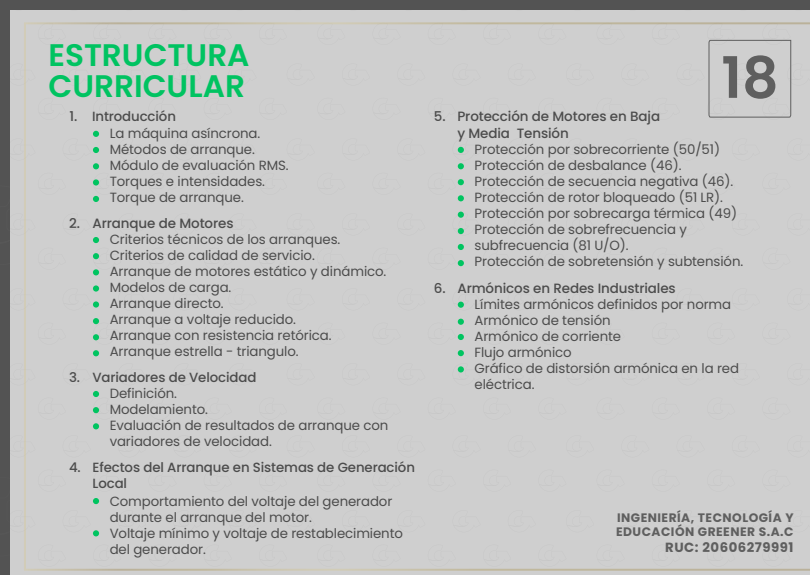 ESTRUCTURA
CURRICULAR
18
1. Introducción
La máquina asíncrona.
Métodos de arranque.
Módulo de evaluación RMS.
Torques e intensidades.
Torque de arranque.
2. Arranque de Motores
Criterios técnicos de los arranques.
Criterios de calidad de servicio.
Arranque de motores estático y dinámico.
Modelos de carga.
Arranque directo.
Arranque a voltaje reducido.
Arranque con resistencia retórica.
Arranque estrella - triangulo.
3. Variadores de Velocidad
Definición.
Modelamiento.
Evaluación de resultados de arranque con
variadores de velocidad.
4. Efectos del Arranque en Sistemas de Generación
Local
Comportamiento del voltaje del generador
durante el arranque del motor.
Voltaje mínimo y voltaje de restablecimiento
del generador.
5. Protección de Motores en Baja
y Media Tensión
Protección por sobrecorriente (50/51)
Protección de desbalance (46).
Protección de secuencia negativa (46).
Protección de rotor bloqueado (51 LR).
Protección por sobrecarga térmica (49)
Protección de sobrefrecuencia y
subfrecuencia (81 U/O).
Protección de sobretensión y subtensión.
6. Armónicos en Redes Industriales
Límites armónicos definidos por norma
Armónico de tensión
Armónico de corriente
Flujo armónico
Gráfico de distorsión armónica en la red
eléctrica.
INGENIERÍA, TECNOLOGÍA Y
EDUCACIÓN GREENER S.A.C
RUC: 20606279991